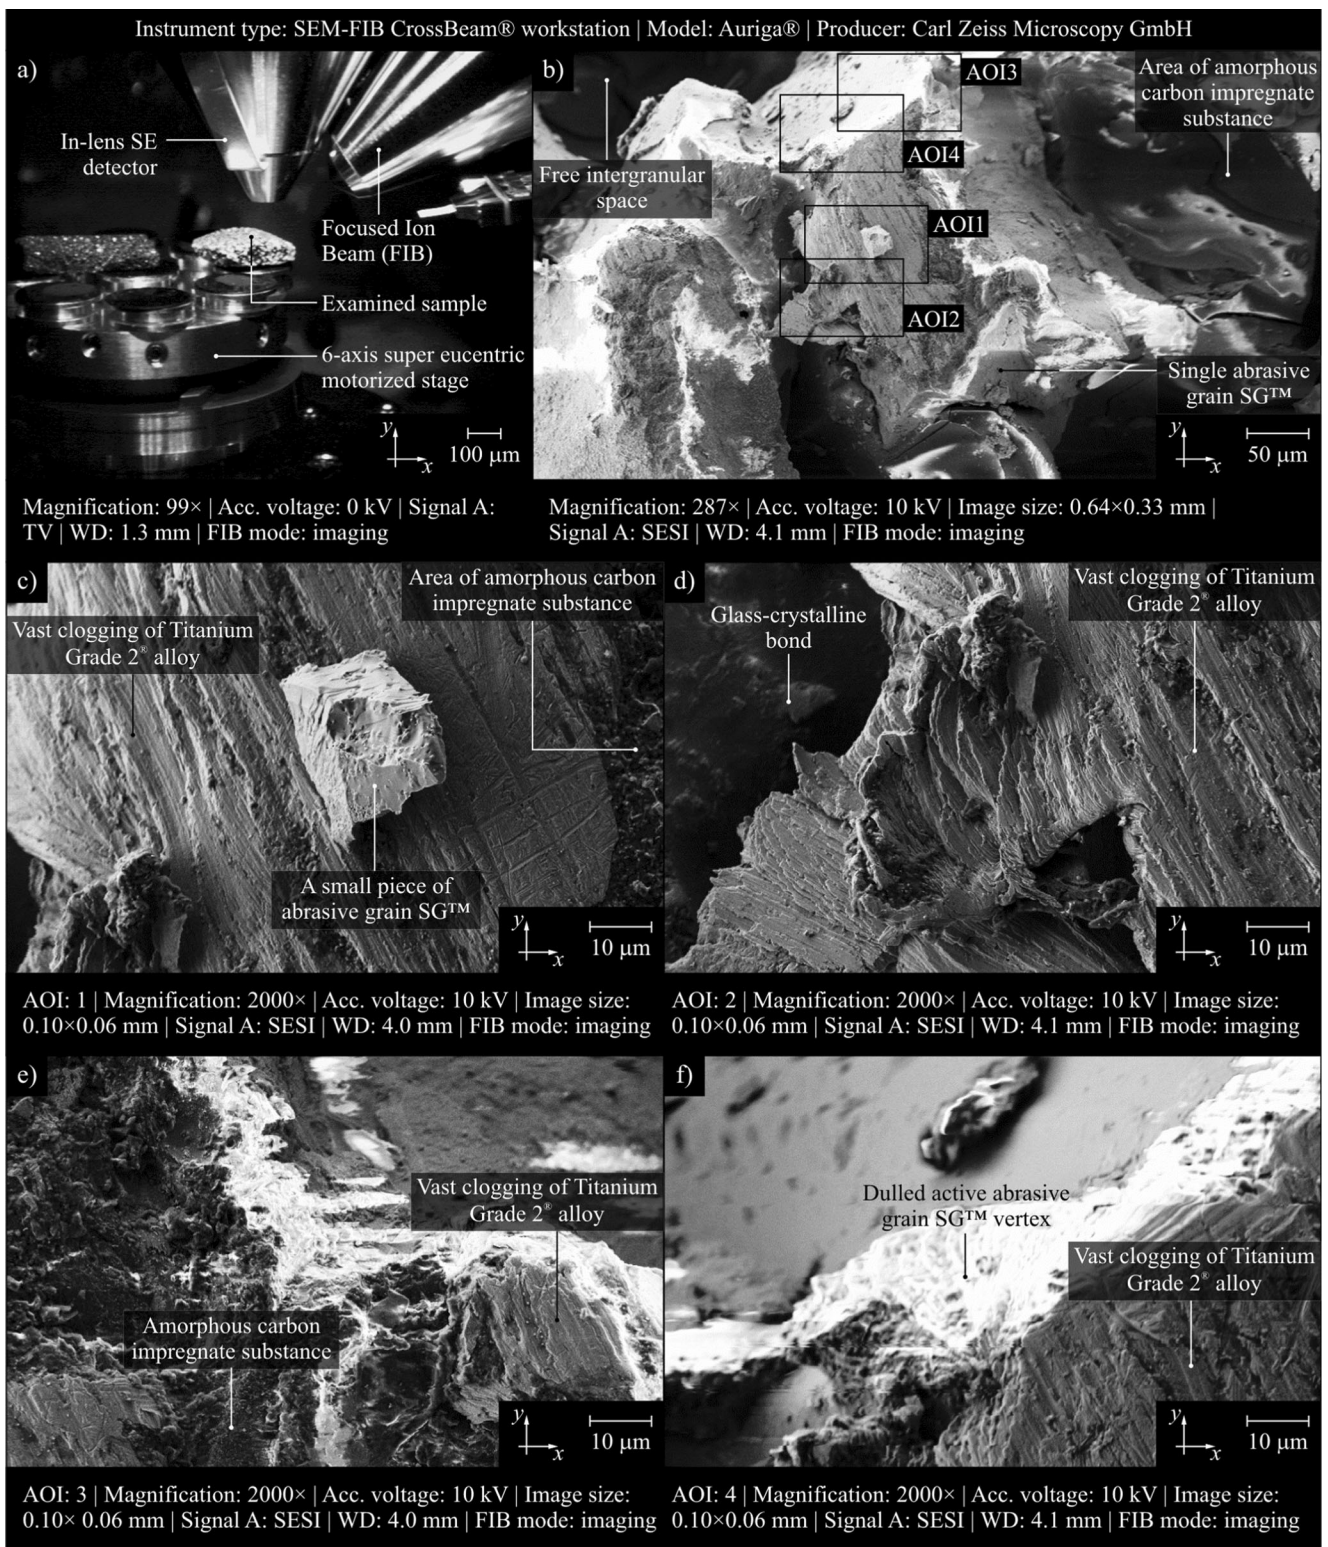 Instrument type: SEM-FIB CrossBeam® workstation | Model: Auriga® | Producer: Carl Zeiss Microscopy GmbH
a)
In-lens SE
detector
Focused Ion
Beam (FIB)
Examined sample
6-axis super eucentric
motorized stage
y
x
100 μm
Magnification: 99× | Acc. voltage: 0 kV | Signal A:
TV | WD: 1.3 mm | FIB mode: imaging
b)
AOI3
Area of amorphous
carbon impregnate
substance
AOI4
Free intergranular
space
AOI1
AOI2
Single abrasive
grain SG™
y
x
50 μm
Magnification: 287× | Acc. voltage: 10 kV | Image size: 0.64×0.33 mm |
Signal A: SESI | WD: 4.1 mm | FIB mode: imaging
c)
Area of amorphous carbon
impregnate substance
Vast clogging of Titanium
Grade 2® alloy
A small piece of
abrasive grain SG™
y
x
10 μm
AOI: 1 | Magnification: 2000× | Acc. voltage: 10 kV | Image size:
0.10×0.06 mm | Signal A: SESI | WD: 4.0 mm | FIB mode: imaging
d)
Vast clogging of Titanium
Grade 2® alloy
Glass-crystalline
bond
y
x
10 μm
AOI: 2 | Magnification: 2000× | Acc. voltage: 10 kV | Image size:
0.10×0.06 mm | Signal A: SESI | WD: 4.1 mm | FIB mode: imaging
e)
Vast clogging of Titanium
Grade 2® alloy
Amorphous carbon
impregnate substance
y
x
10 μm
AOI: 3 | Magnification: 2000× | Acc. voltage: 10 kV | Image size:
0.10× 0.06 mm | Signal A: SESI | WD: 4.0 mm | FIB mode: imaging
f)
Dulled active abrasive
grain SG™ vertex
Vast clogging of Titanium
Grade 2® alloy
y
x
10 μm
AOI: 4 | Magnification: 2000× | Acc. voltage: 10 kV | Image size:
0.10×0.06 mm | Signal A: SESI | WD: 4.1 mm | FIB mode: imaging